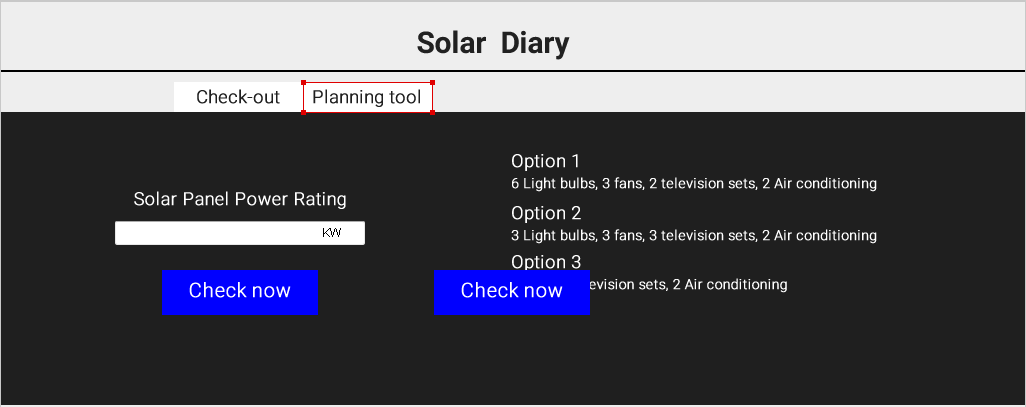 Solar Diary
Check-out
Planning tool
Solar Panel Power Rating
KW
Check now
Option 1
6 Light bulbs, 3 fans, 2 television sets, 2 Air conditioning
Option 2
3 Light bulbs, 3 fans, 3 television sets, 2 Air conditioning
Option 3
sets, 2 Air conditioning
Check now